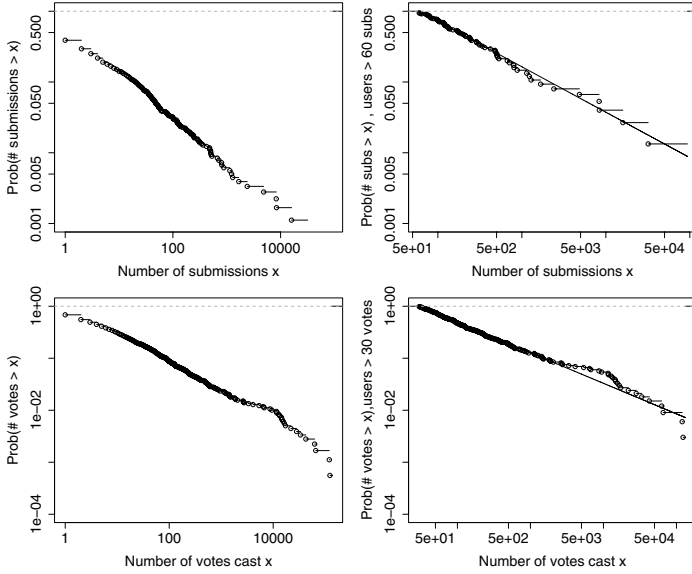 Prob(# submissions > x)
0.500
0.050
0.005
0.001
1
100
10000
Number of submissions x
Prob(# subs > x) , users > 60 subs
0.500
0.050
0.005
0.001
5e+01
5e+02
5e+03
5e+04
Number of submissions x
Prob(# votes > x)
1e+00
1e-02
1e-04
1
100
10000
Number of votes cast x
Prob(# votes > x),users > 30 votes
1e+00
1e-02
1e-04
5e+01
5e+02
5e+03
5e+04
Number of votes cast x